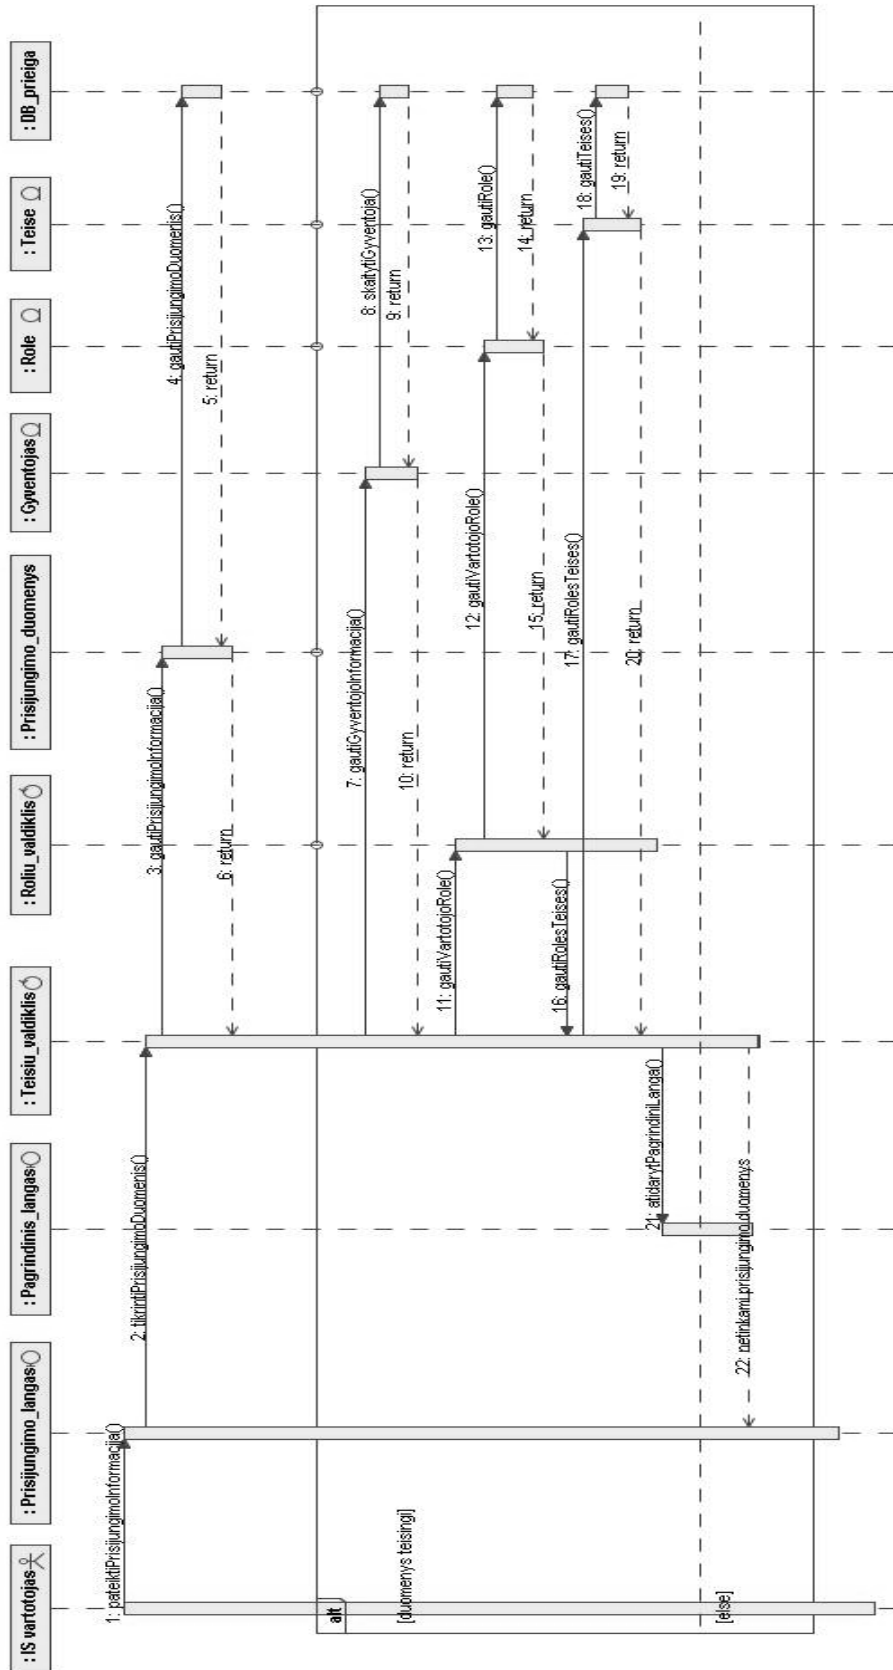 : IS vartotojas
: Prisijungimo_langas
: Pagrindinis_langas
: Teisiu_valdiklis
: Roliu_valdiklis
: Prisijungimo_duomenys
: Gyventojas
: Role
: Teise
: DB_prieiga
1: pateiktiPrisijungimoInformacija()
2: tikrintiPrisijungimoDuomenis()
3: gautiPrisijungimoInformacija()
4: gautiPrisijungimoDuomenis()
5: return
6: return
alt
[duomenys teisingi]
7: gautiGyventojoInformacija()
8: skaitytiGyventoja()
9: return
10: return
11: gautiVartotojoRole()
12: gautiVartotojoRole()
13: gautiRole()
14: return
15: return
16: gautiRolesTeises()
17: gautiRolesTeises()
18: gautiTeises()
19: return
20: return
21: atidarytPagrindiniLanga()
[else]
22: netinkami prisijungimo duomenys